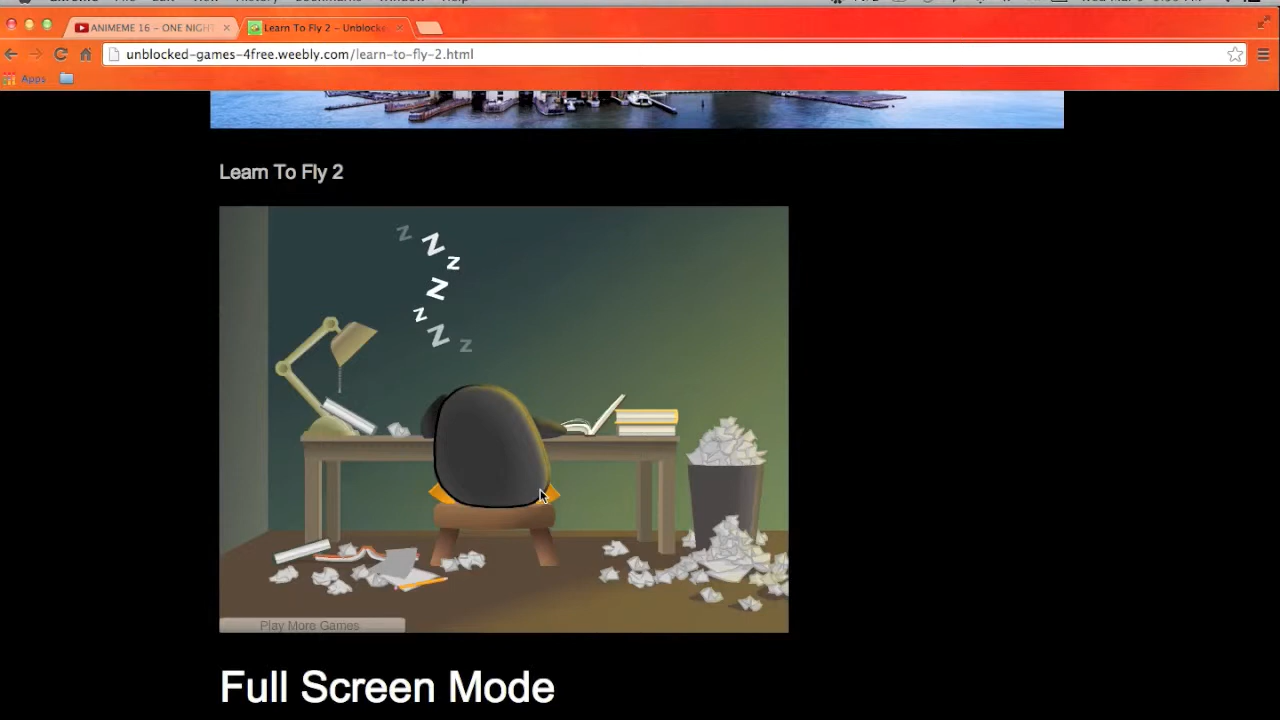 ANIMEME 16 – ONE NIGHT
Learn To Fly 2 – Unblocke
unblocked-games-4free.weebly.com/learn-to-fly-2.html
Apps
Learn To Fly 2
z
Z
z
Z
z
Z
z
Play More Games
Full Screen Mode